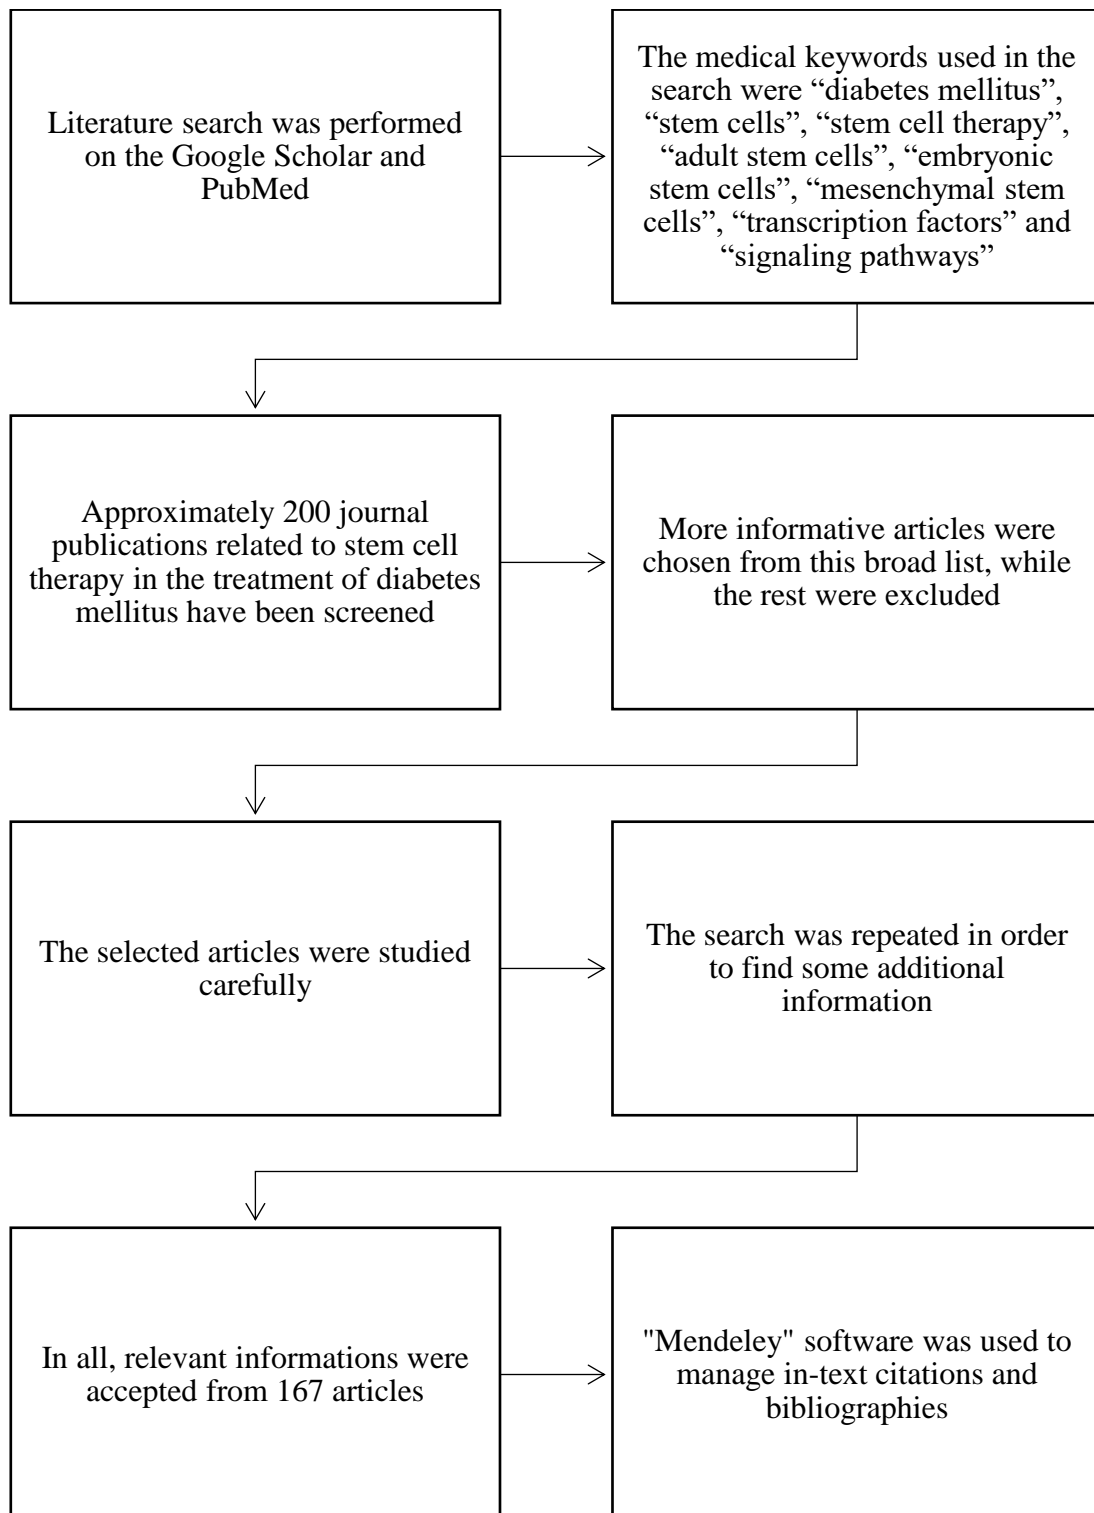 Literature search was performed
on the Google Scholar and
PubMed
The medical keywords used in the
search were “diabetes mellitus”,
“stem cells”, “stem cell therapy”,
“adult stem cells”, “embryonic
stem cells”, “mesenchymal stem
cells”, “transcription factors” and
“signaling pathways”
Approximately 200 journal
publications related to stem cell
therapy in the treatment of diabetes
mellitus have been screened
More informative articles were
chosen from this broad list, while
the rest were excluded
The selected articles were studied
carefully
The search was repeated in order
to find some additional
information
In all, relevant informations were
accepted from 167 articles
"Mendeley" software was used to
manage in-text citations and
bibliographies